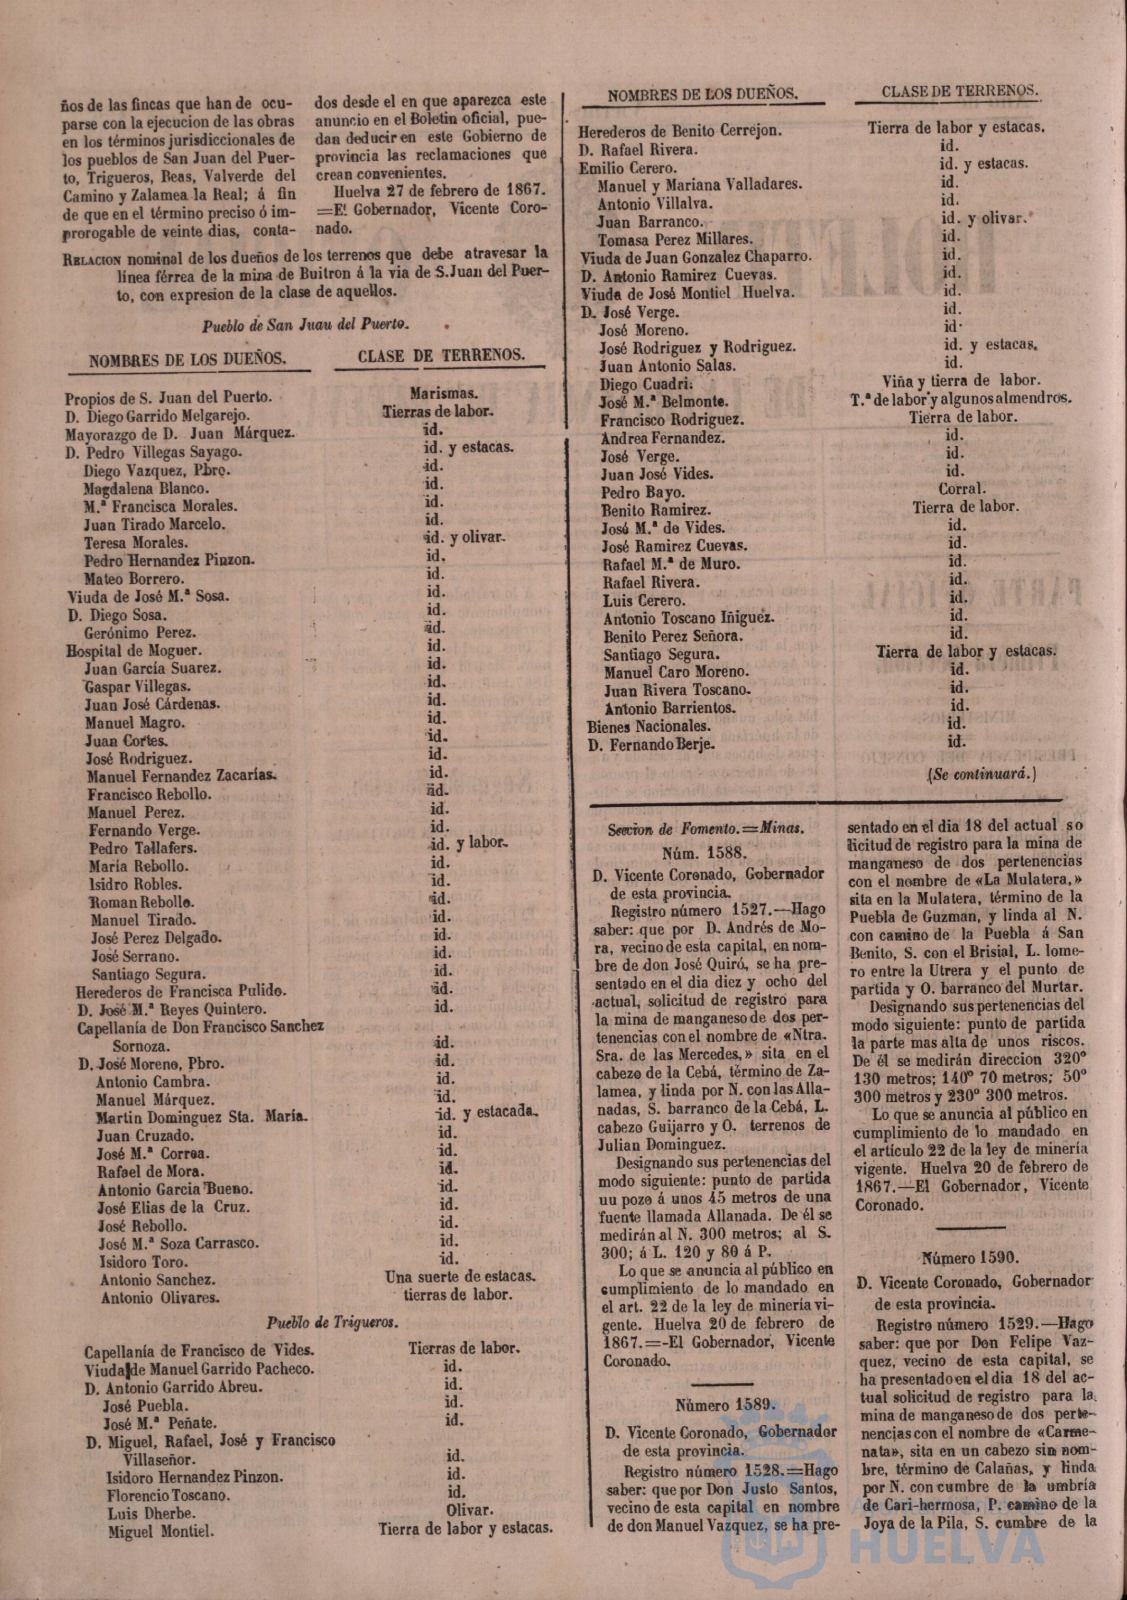 ños de las fincas que han de ocu-
parse con la ejecucion de las obras
en los términos jurisdiccionales de
los pueblos de San Juan del Puer-
to, Trigueros, Beas, Valverde del
Camino y Zalamea la Real; á fin
de que en el término preciso ó im-
prorogable de veinte dias, conta-
dos desde el en que aparezca este
anuncio en el Boletin oficial, pue-
dan deducir en este Gobierno de
provincia las reclamaciones que
crean convenientes.
Huelva 27 de febrero de 1867.
=El Gobernador, Vicente Coro-
nado.
RELACION nominal de los dueños de los terrenos que debe atravesar la
línea férrea de la mina de Buitron á la via de S. Juan del Puer-
to, con expresion de la clase de aquellos.
Pueblo de San Juau del Puerto.
NOMBRES DE LOS DUEÑOS. CLASE DE TERRENOS.
Propios de S. Juan del Puerto. Marismas.
D. Diego Garrido Melgarejo. Tierras de labor.
Mayorazgo de D. Juan Márquez. id.
D. Pedro Villegas Sayago. id. y estacas.
Diego Vazquez, Pbro. id.
Magdalena Blanco. id.
M.ª Francisca Morales. id.
Juan Tirado Marcelo. id.
Teresa Morales. id. y olivar.
Pedro Hernandez Pinzon. id.
Mateo Borrero. id.
Viuda de José M.ª Sosa. id.
D. Diego Sosa. id.
Gerónimo Perez. id.
Hospital de Moguer. id.
Juan García Suarez. id.
Gaspar Villegas. id.
Juan José Cárdenas. id.
Manuel Magro. id.
Juan Cortes. id.
José Rodriguez. id.
Manuel Fernandez Zacarías. id.
Francisco Rebollo. id.
Manuel Perez. id.
Fernando Verge. id.
Pedro Tallafers. id. y labor.
María Rebollo. id.
Isidro Robles. id.
Roman Rebollo. id.
Manuel Tirado. id.
José Perez Delgado. id.
José Serrano. id.
Santiago Segura. id.
Herederos de Francisca Pulido. id.
D. José M.ª Reyes Quintero. id.
Capellanía de Don Francisco Sanchez
Sornoza. id.
D. José Moreno, Pbro. id.
Antonio Cambra. id.
Manuel Márquez. id.
Martin Dominguez Sta. María. id. y estacada.
Juan Cruzado. id.
José M.ª Correa. id.
Rafael de Mora. id.
Antonio Garcia Bueno. id.
José Elias de la Cruz. id.
José Rebollo. id.
José M.ª Soza Carrasco. id.
Isidoro Toro. id.
Antonio Sanchez. Una suerte de estacas.
Antonio Olivares. tierras de labor.
Pueblo de Trigueros.
Capellanía de Francisco de Vides. Tierras de labor.
Viuda de Manuel Garrido Pacheco. id.
D. Antonio Garrido Abreu. id.
José Puebla. id.
José M.ª Peñate. id.
D. Miguel, Rafael, José y Francisco
Villaseñor. id.
Isidoro Hernandez Pinzon. id.
Florencio Toscano. id.
Luis Dherbe. Olivar.
Miguel Montiel. Tierra de labor y estacas.
NOMBRES DE LOS DUEÑOS. CLASE DE TERRENOS.
Herederos de Benito Cerrejon. Tierra de labor y estacas.
D. Rafael Rivera. id.
Emilio Cerero. id. y estacas.
Manuel y Mariana Valladares. id.
Antonio Villalva. id.
Juan Barranco. id. y olivar.
Tomasa Perez Millares. id.
Viuda de Juan Gonzalez Chaparro. id.
D. Antonio Ramirez Cuevas. id.
Viuda de José Montiel Huelva. id.
D. José Verge. id.
José Moreno. id.
José Rodriguez y Rodriguez. id. y estacas.
Juan Antonio Salas. id.
Diego Cuadri. Viña y tierra de labor.
José M.ª Belmonte. T.ª de labor y algunos almendros.
Francisco Rodriguez. Tierra de labor.
Andrea Fernandez. id.
José Verge. id.
Juan José Vides. id.
Pedro Bayo. Corral.
Benito Ramirez. Tierra de labor.
José M.ª de Vides. id.
José Ramirez Cuevas. id.
Rafael M.ª de Muro. id.
Rafael Rivera. id.
Luis Cerero. id.
Antonio Toscano Iñiguez. id.
Benito Perez Señora. id.
Santiago Segura. Tierra de labor y estacas.
Manuel Caro Moreno. id.
Juan Rivera Toscano. id.
Antonio Barrientos. id.
Bienes Nacionales. id.
D. Fernando Berje. id.
(Se continuará.)
Seccion de Fomento.=Minas.
Núm. 1588.
D. Vicente Coronado, Gobernador
de esta provincia.
Registro número 1527.—Hago
saber: que por D. Andrés de Mo-
ra, vecino de esta capital, en nom-
bre de don José Quiró, se ha pre-
sentado en el dia diez y ocho del
actual, solicitud de registro para
la mina de manganeso de dos per-
tenencias con el nombre de «Ntra.
Sra. de las Mercedes,» sita en el
cabezo de la Cebá, término de Za-
lamea, y linda por N. con las Alla-
nadas, S. barranco de la Cebá, L.
cabezo Guijarro y O. terrenos de
Julian Dominguez.
Designando sus pertenencias del
modo siguiente: punto de partida
uu pozo á unos 45 metros de una
fuente llamada Allanada. De él se
medirán al N. 300 metros; al S.
300; á L. 120 y 80 á P.
Lo que se anuncia al público en
cumplimiento de lo mandado en
el art. 22 de la ley de minería vi-
gente. Huelva 20 de febrero de
1867.=-El Gobernador, Vicente
Coronado.
Número 1589.
D. Vicente Coronado, Gobernador
de esta provincia.
Registro número 1528.=Hago
saber: que por Don Justo Santos,
vecino de esta capital en nombre
de don Manuel Vazquez, se ha pre-
sentado en el dia 18 del actual so
licitud de registro para la mina de
manganeso de dos pertenencias
con el nombre de «La Mulatera,»
sita en la Mulatera, término de la
Puebla de Guzman, y linda al N.
con camino de la Puebla á San
Benito, S. con el Brisial, L. lome-
ro entre la Utrera y el punto de
partida y O. barranco del Murtar.
Designando sus pertenencias del
modo siguiente: punto de partida
la parte mas alta de unos riscos.
De él se medirán direccion 320º
130 metros; 140º 70 metros; 50º
300 metros y 230º 300 metros.
Lo que se anuncia al público en
cumplimiento de lo mandado en
el articulo 22 de la ley de minería
vigente. Huelva 20 de febrero de
1867.—El Gobernador, Vicente
Coronado.
Número 1590.
D. Vicente Coronado, Gobernador
de esta provincia.
Registro número 1529.—Hago
saber: que por Don Felipe Vaz-
quez, vecino de esta capital, se
ha presentado en el dia 18 del ac-
tual solicitud de registro para la
mina de manganeso de dos perte-
nencias con el nombre de «Carme-
nata», sita en un cabezo sin nom-
bre, término de Calañas, y linda
por N. con cumbre de la umbría
de Cari-hermosa, P. camino de la
Joya de la Pila, S. cumbre de la
HUELVA